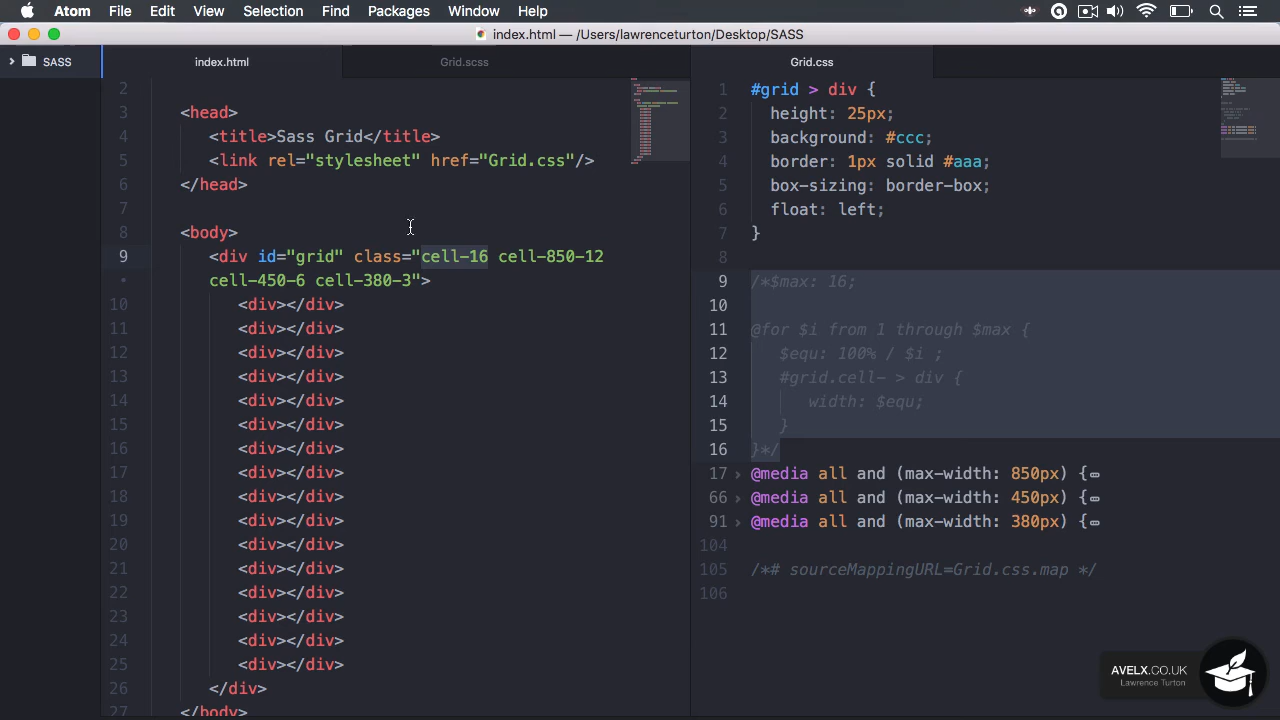 Atom File Edit View Selection Find Packages Window Help
index.html — /Users/lawrenceturton/Desktop/SASS
SASS
index.html
Grid.scss
2
3 <head>
4 <title>Sass Grid</title>
5 <link rel="stylesheet" href="Grid.css"/>
6 </head>
7
8 <body>
9 <div id="grid" class="cell-16 cell-850-12
• cell-450-6 cell-380-3">
10 <div></div>
11 <div></div>
12 <div></div>
13 <div></div>
14 <div></div>
15 <div></div>
16 <div></div>
17 <div></div>
18 <div></div>
19 <div></div>
20 <div></div>
21 <div></div>
22 <div></div>
23 <div></div>
24 <div></div>
25 <div></div>
26 </div>
27 </body>
Grid.css
1 #grid > div {
2 height: 25px;
3 background: #ccc;
4 border: 1px solid #aaa;
5 box-sizing: border-box;
6 float: left;
7 }
8
9 /*$max: 16;
10
11 @for $i from 1 through $max {
12 $equ: 100% / $i ;
13 #grid.cell- > div {
14 width: $equ;
15 }
16 }*/
17 @media all and (max-width: 850px) {
66 @media all and (max-width: 450px) {
91 @media all and (max-width: 380px) {
104
105 /*# sourceMappingURL=Grid.css.map */
106
AVELX.CO.UK
Lawrence Turton